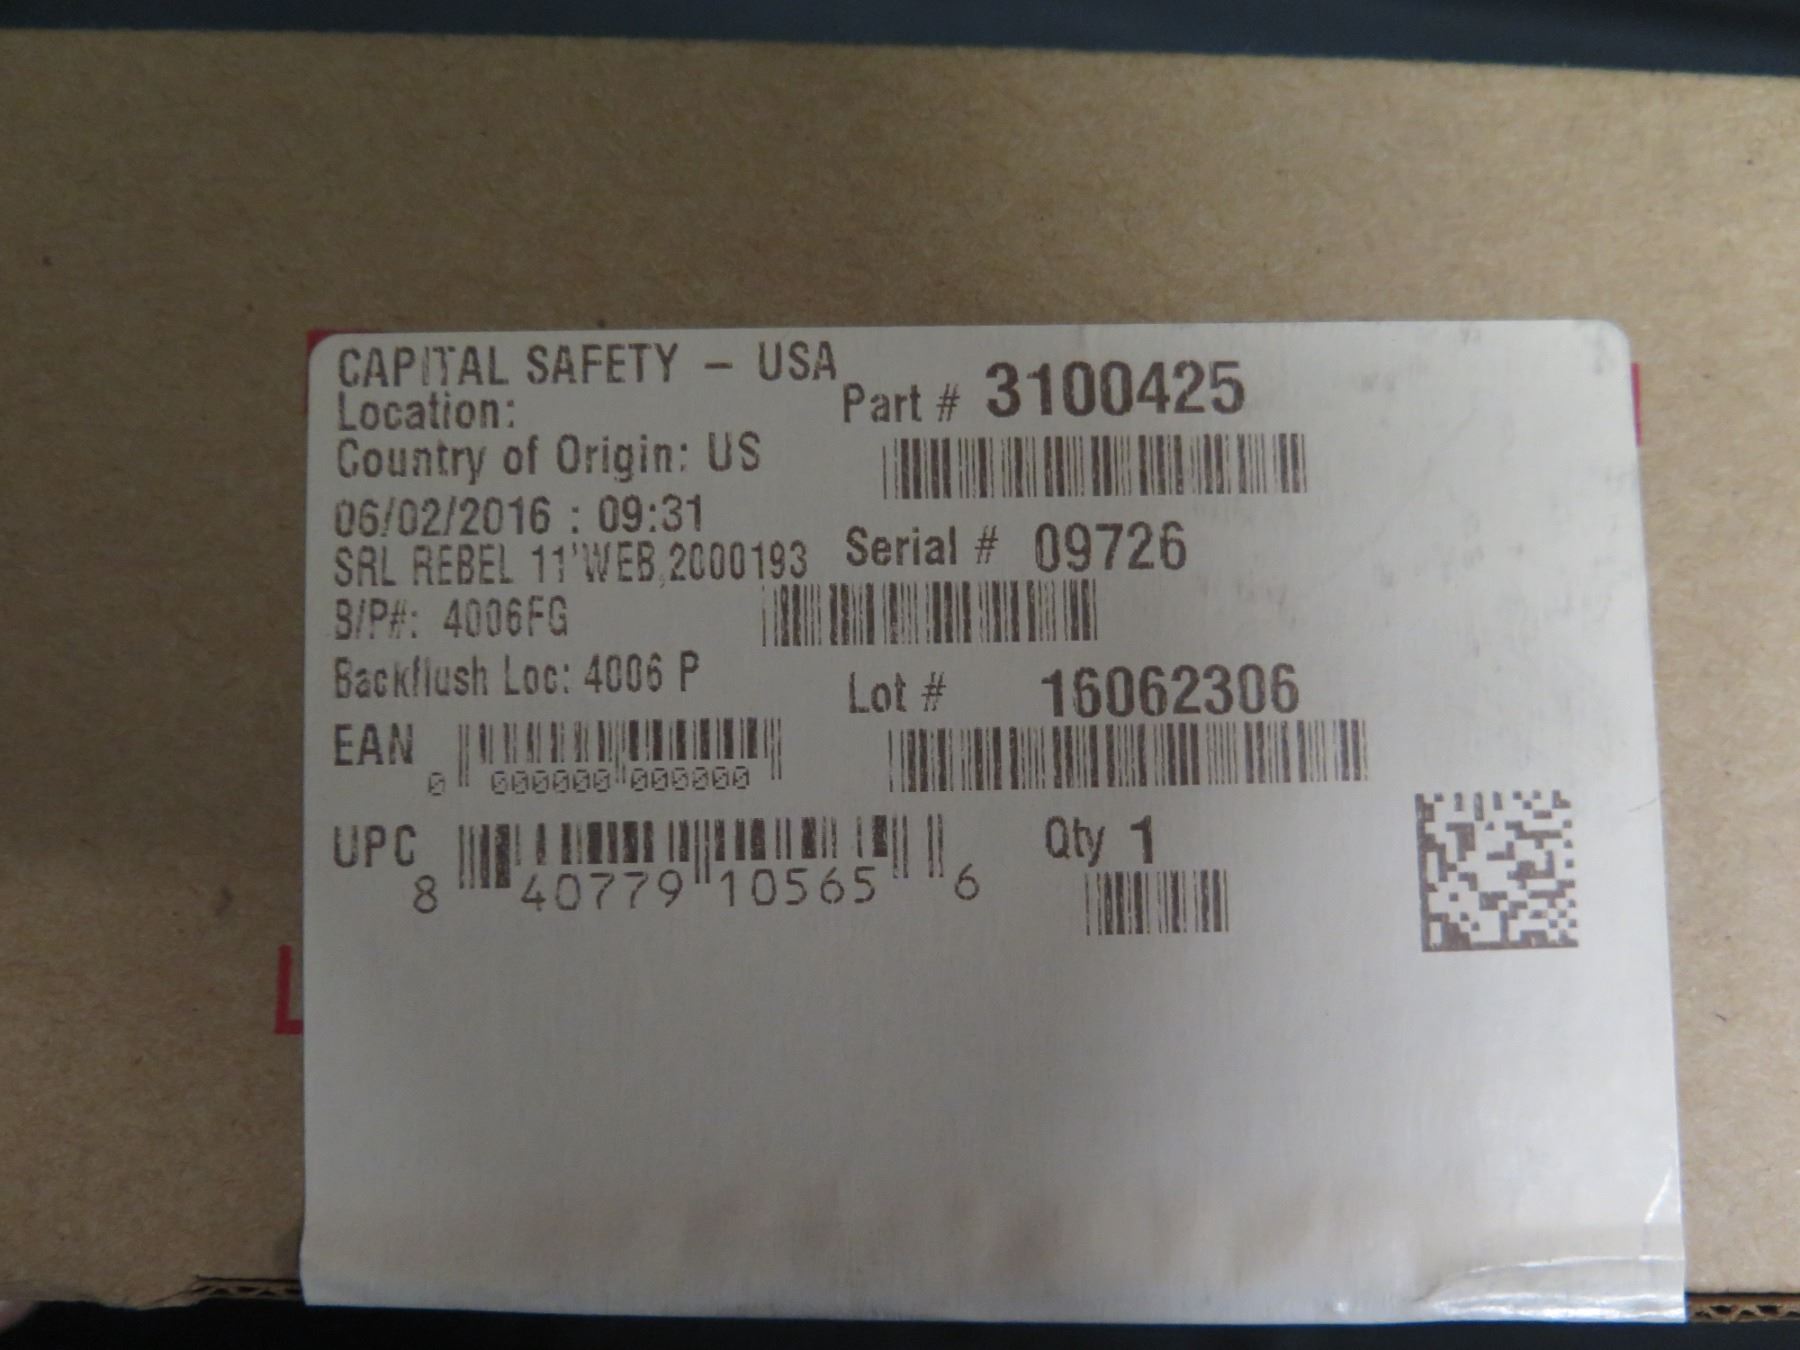 CAPITAL SAFETY - USA
Location:
Country of Origin: US
06/02/2016 : 09:31
SRL REBEL 11'WEB,2000193
B/P#: 4006FG
Backflush Loc: 4006 P
EAN
0 000000 000000
UPC
8 40779 10565 6
Part # 3100425
Serial # 09726
Lot # 16062306
Qty 1
L